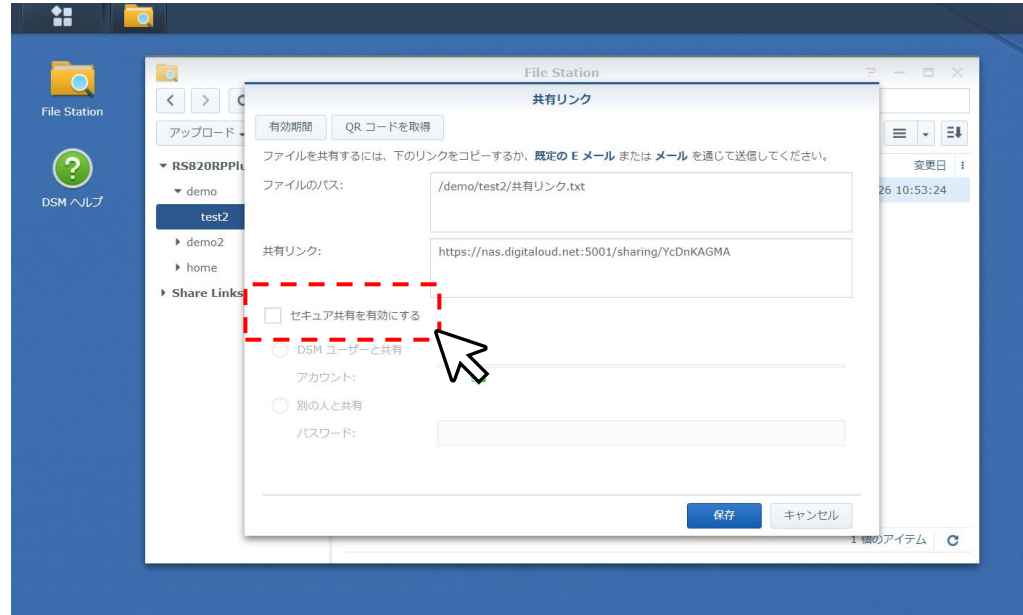 File Station
共有リンク
File Station
アップロード
有効期間
QR コードを取得
ファイルを共有するには、下のリンクをコピーするか、既定の E メール または メール を通じて送信してください。
RS820RPPlu
変更日
ファイルのパス:
/demo/test2/共有リンク.txt
demo
26 10:53:24
DSM ヘルプ
test2
demo2
共有リンク:
https://nas.digitaloud.net:5001/sharing/YcDnKAGMA
home
Share Links
セキュア共有を有効にする
DSM ユーザーと共有
アカウント:
別の人と共有
パスワード:
保存
キャンセル
1 個のアイテム